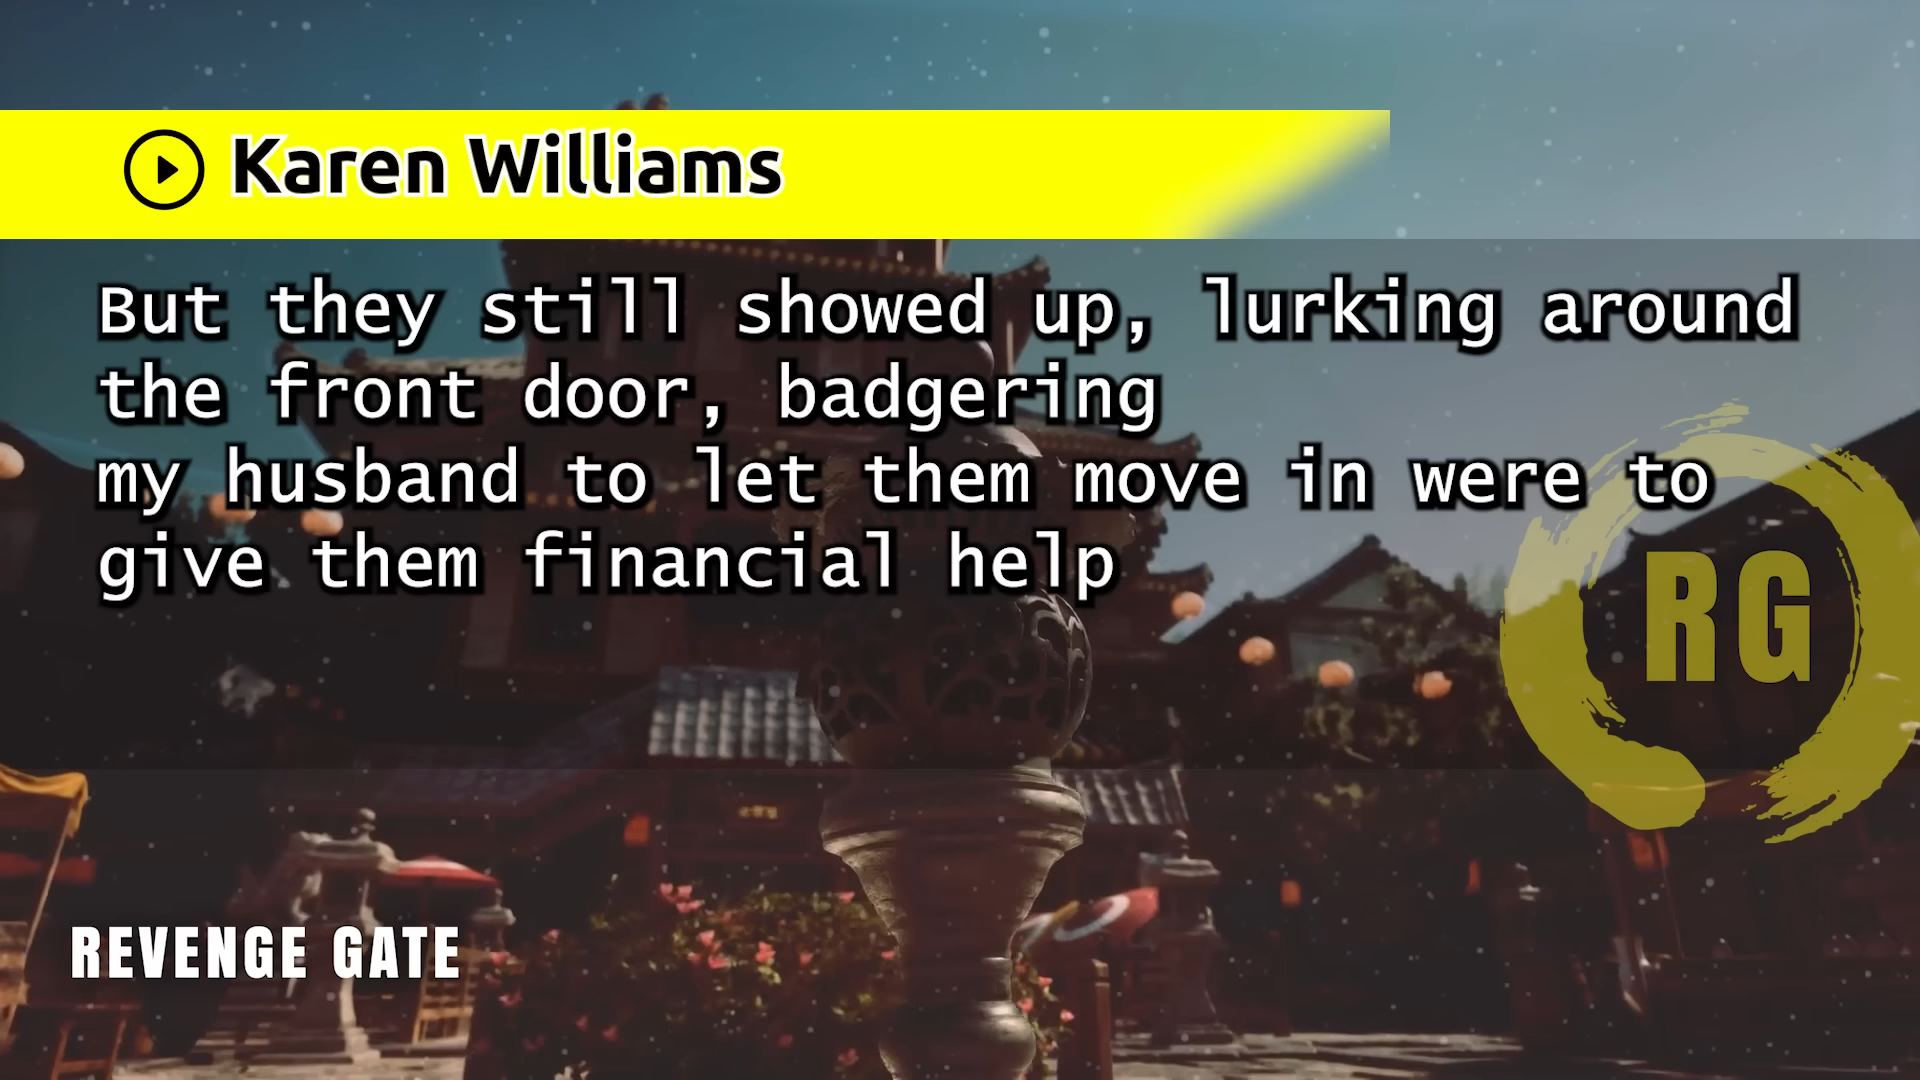 Karen Williams
But they still showed up, lurking around
the front door, badgering
my husband to let them move in were to
give them financial help
RG
REVENGE GATE